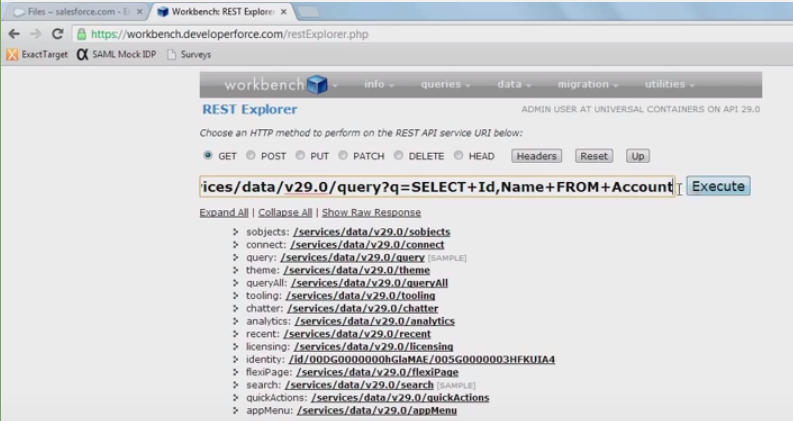 Files ~ salesforce.com - E
Workbench: REST Explorer
https://workbench.developerforce.com/restExplorer.php
ExactTarget SAML Mock IDP Surveys
workbench info queries data migration utilities
REST Explorer ADMIN USER AT UNIVERSAL CONTAINERS ON API 29.0
Choose an HTTP method to perform on the REST API service URI below:
GET POST PUT PATCH DELETE HEAD Headers Reset Up
ices/data/v29.0/query?q=SELECT+Id,Name+FROM+Account Execute
Expand All | Collapse All | Show Raw Response
sobjects: /services/data/v29.0/sobjects
connect: /services/data/v29.0/connect
query: /services/data/v29.0/query [SAMPLE]
theme: /services/data/v29.0/theme
queryAll: /services/data/v29.0/queryAll
tooling: /services/data/v29.0/tooling
chatter: /services/data/v29.0/chatter
analytics: /services/data/v29.0/analytics
recent: /services/data/v29.0/recent
licensing: /services/data/v29.0/licensing
identity: /id/00DG0000000hGlaMAE/005G0000003HFKUIA4
flexiPage: /services/data/v29.0/flexiPage
search: /services/data/v29.0/search [SAMPLE]
quickActions: /services/data/v29.0/quickActions
appMenu: /services/data/v29.0/appMenu